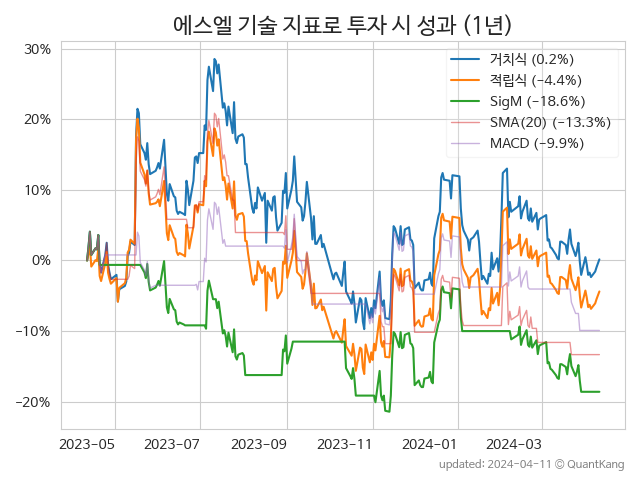 에스엘 기술 지표로 투자 시 성과 (1년)
30%
20%
10%
0%
−10%
−20%
거치식 (0.2%)
적립식 (−4.4%)
SigM (−18.6%)
SMA(20) (−13.3%)
MACD (−9.9%)
2023-05 2023-07 2023-09 2023-11 2024-01 2024-03
updated: 2024-04-11 © QuantKang